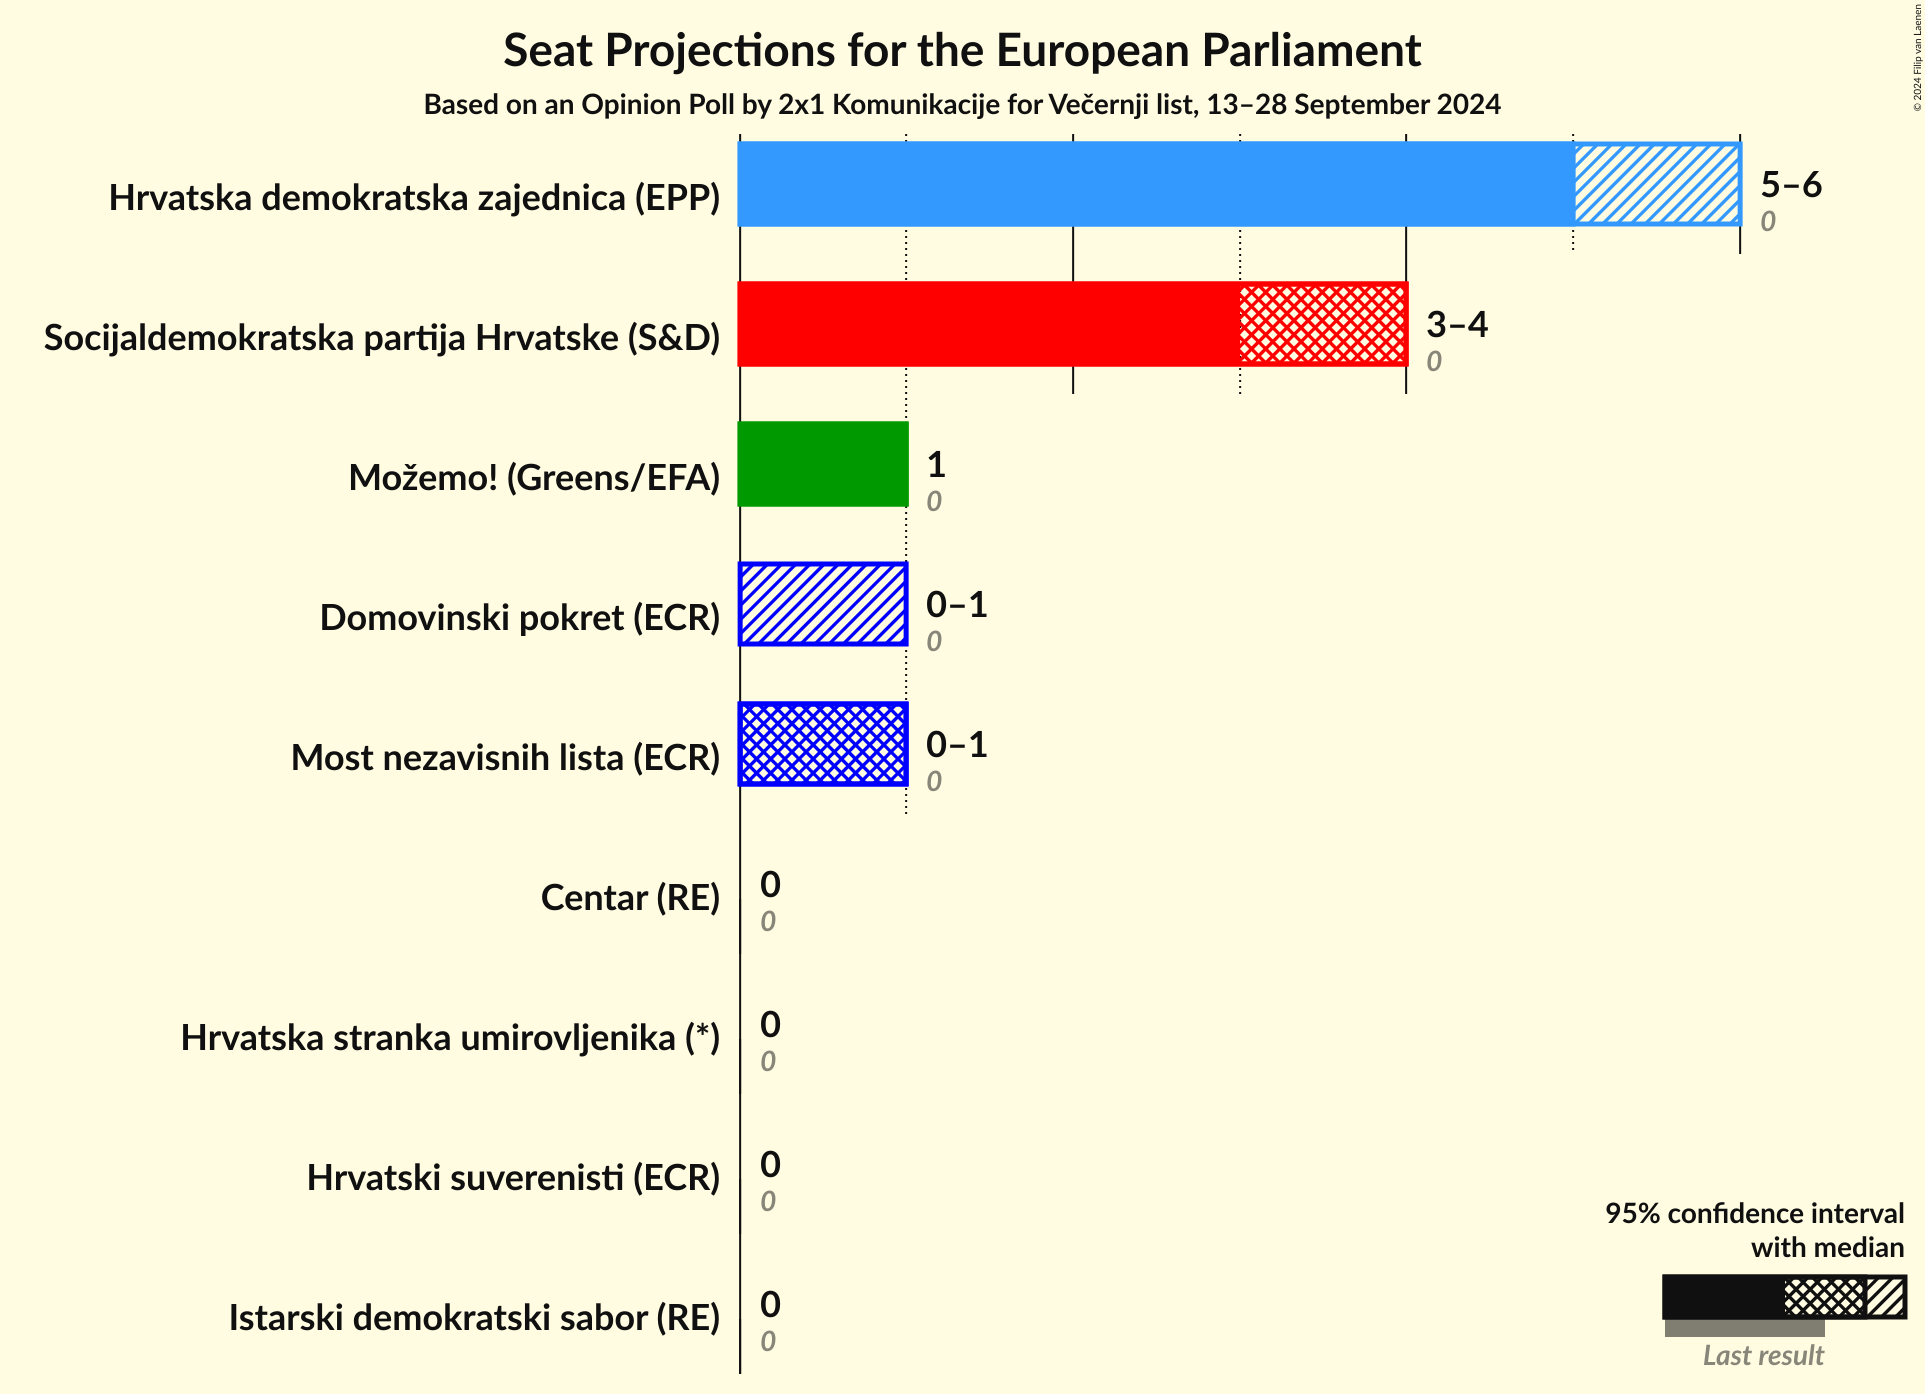 Seat Projections for the European Parliament
Based on an Opinion Poll by 2x1 Komunikacije for Večernji list, 13–28 September 2024
© 2024 Filip van Laenen
Hrvatska demokratska zajednica (EPP)
5–6
0
Socijaldemokratska partija Hrvatske (S&D)
3–4
0
Možemo! (Greens/EFA)
1
0
Domovinski pokret (ECR)
0–1
0
Most nezavisnih lista (ECR)
0–1
0
Centar (RE)
0
0
Hrvatska stranka umirovljenika (*)
0
0
Hrvatski suverenisti (ECR)
0
0
Istarski demokratski sabor (RE)
0
0
95% confidence interval
with median
Last result